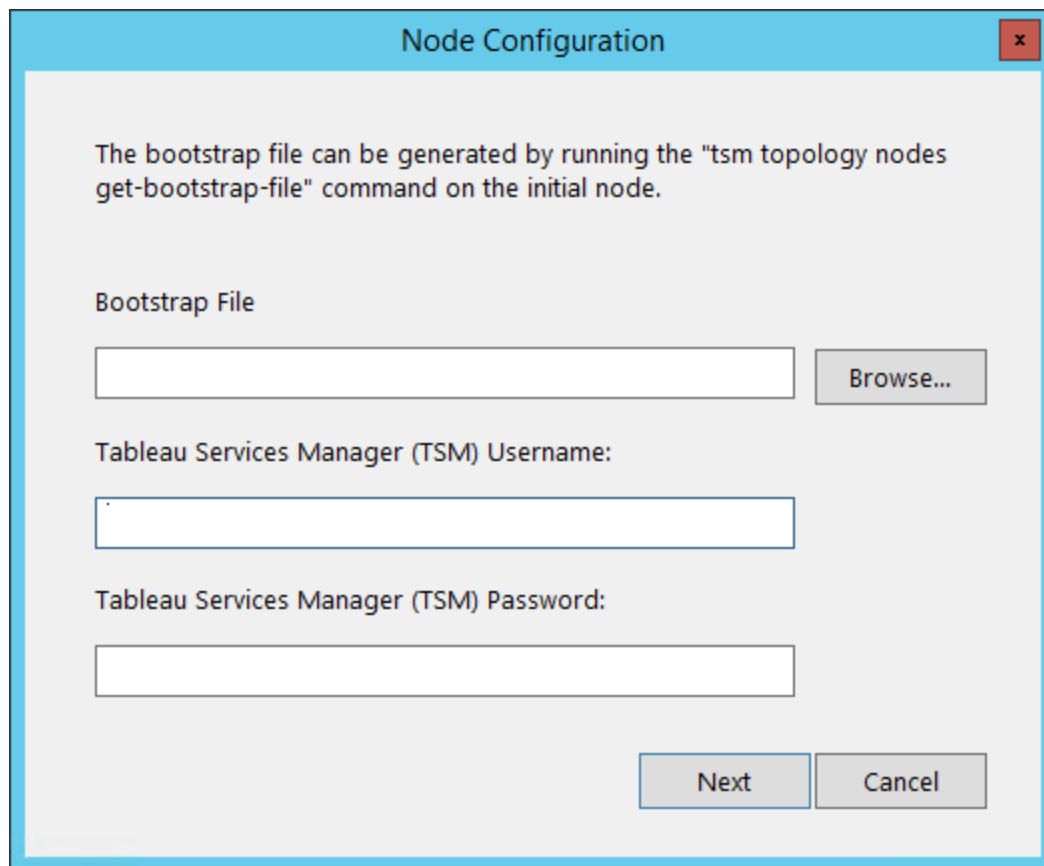 Node Configuration
x
The bootstrap file can be generated by running the "tsm topology nodes
get-bootstrap-file" command on the initial node.
Bootstrap File
Browse...
Tableau Services Manager (TSM) Username:
Tableau Services Manager (TSM) Password:
Next Cancel